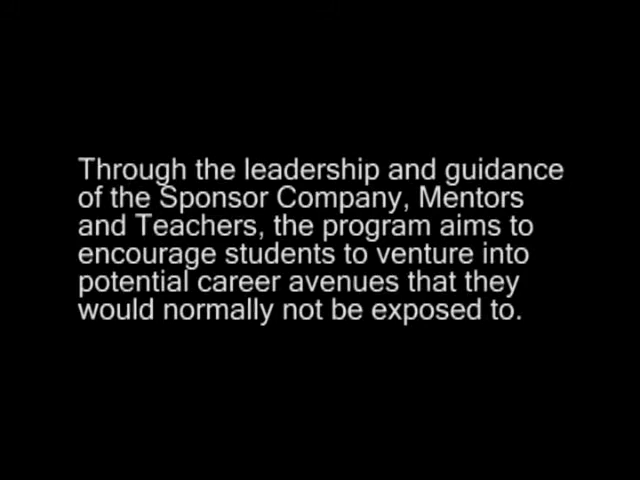 Through the leadership and guidance
of the Sponsor Company, Mentors
and Teachers, the program aims to
encourage students to venture into
potential career avenues that they
would normally not be exposed to.